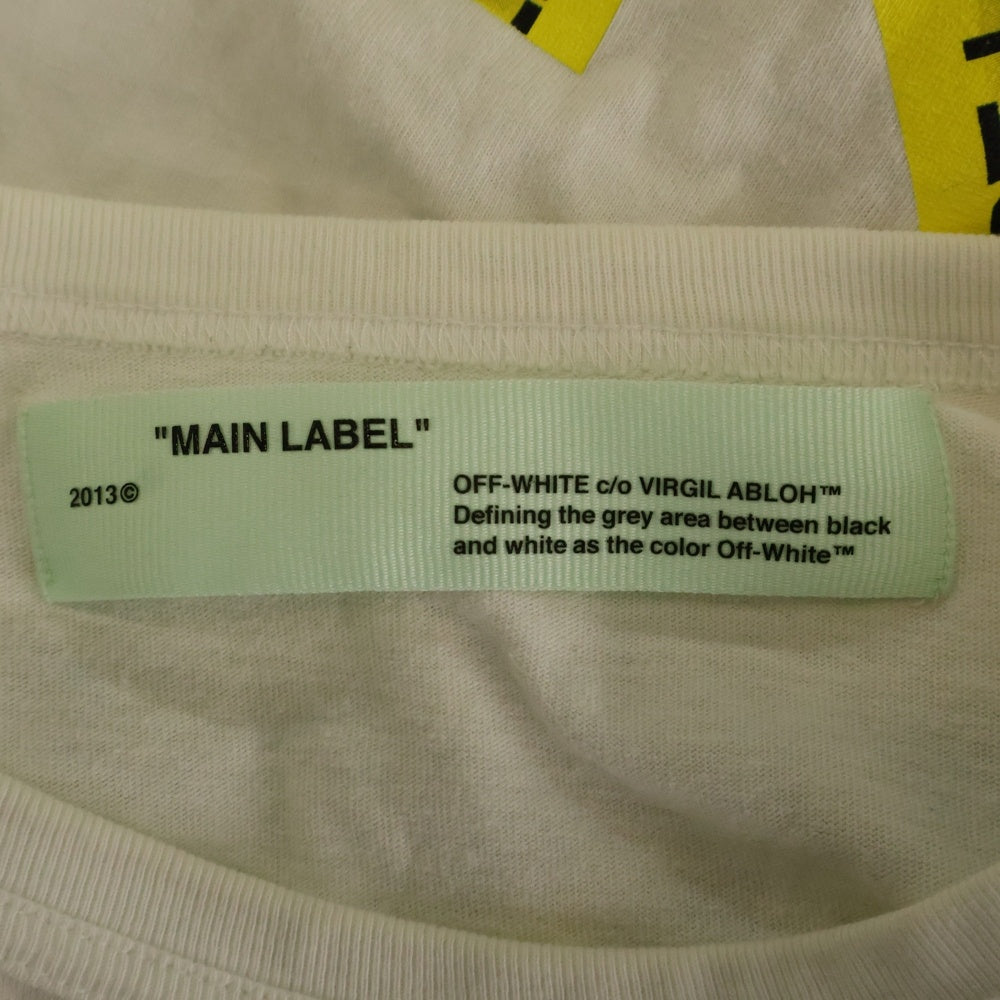 "MAIN LABEL"
2013©
OFF-WHITE c/o VIRGIL ABLOH™
Defining the grey area between black
and white as the color Off-White™